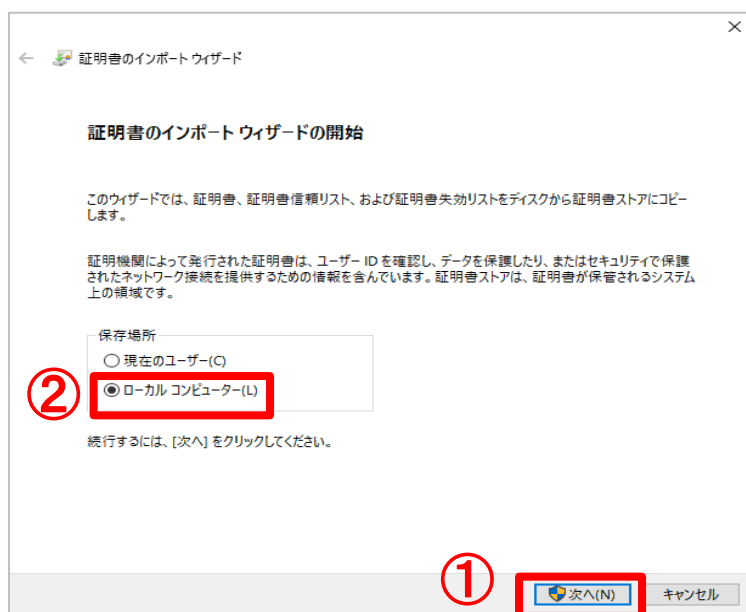 証明書のインポート ウィザード
証明書のインポート ウィザードの開始
このウィザードでは、証明書、証明書信頼リスト、および証明書失効リストをディスクから証明書ストアにコピー
します。
証明機関によって発行された証明書は、ユーザー ID を確認し、データを保護したり、またはセキュリティで保護
されたネットワーク接続を提供するための情報を含んでいます。証明書ストアは、証明書が保管されるシステム
上の領域です。
保存場所
現在のユーザー(C)
② ローカル コンピューター(L)
続行するには、[次へ] をクリックしてください。
① 次へ(N) キャンセル